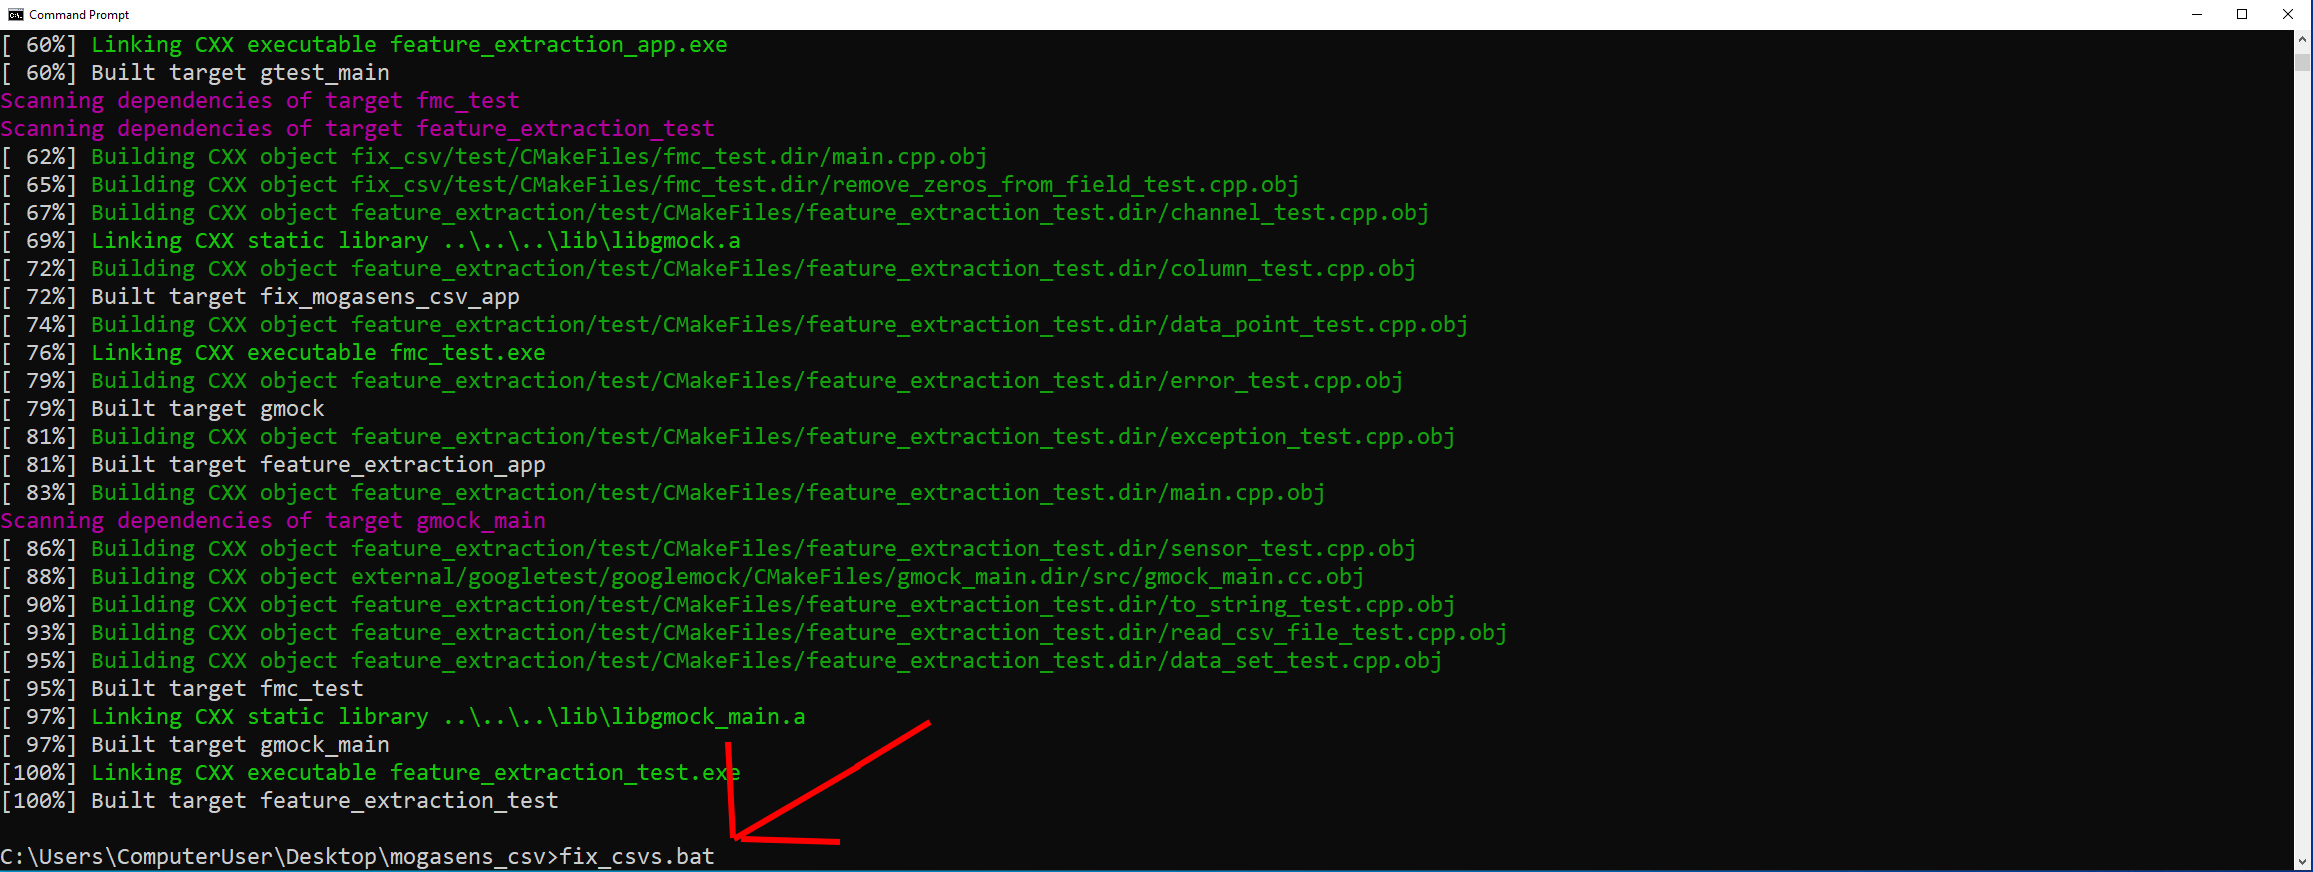 Command Prompt
[ 60%] Linking CXX executable feature_extraction_app.exe
[ 60%] Built target gtest_main
Scanning dependencies of target fmc_test
Scanning dependencies of target feature_extraction_test
[ 62%] Building CXX object fix_csv/test/CMakeFiles/fmc_test.dir/main.cpp.obj
[ 65%] Building CXX object fix_csv/test/CMakeFiles/fmc_test.dir/remove_zeros_from_field_test.cpp.obj
[ 67%] Building CXX object feature_extraction/test/CMakeFiles/feature_extraction_test.dir/channel_test.cpp.obj
[ 69%] Linking CXX static library ..\..\..\lib\libgmock.a
[ 72%] Building CXX object feature_extraction/test/CMakeFiles/feature_extraction_test.dir/column_test.cpp.obj
[ 72%] Built target fix_mogasens_csv_app
[ 74%] Building CXX object feature_extraction/test/CMakeFiles/feature_extraction_test.dir/data_point_test.cpp.obj
[ 76%] Linking CXX executable fmc_test.exe
[ 79%] Building CXX object feature_extraction/test/CMakeFiles/feature_extraction_test.dir/error_test.cpp.obj
[ 79%] Built target gmock
[ 81%] Building CXX object feature_extraction/test/CMakeFiles/feature_extraction_test.dir/exception_test.cpp.obj
[ 81%] Built target feature_extraction_app
[ 83%] Building CXX object feature_extraction/test/CMakeFiles/feature_extraction_test.dir/main.cpp.obj
Scanning dependencies of target gmock_main
[ 86%] Building CXX object feature_extraction/test/CMakeFiles/feature_extraction_test.dir/sensor_test.cpp.obj
[ 88%] Building CXX object external/googletest/googlemock/CMakeFiles/gmock_main.dir/src/gmock_main.cc.obj
[ 90%] Building CXX object feature_extraction/test/CMakeFiles/feature_extraction_test.dir/to_string_test.cpp.obj
[ 93%] Building CXX object feature_extraction/test/CMakeFiles/feature_extraction_test.dir/read_csv_file_test.cpp.obj
[ 95%] Building CXX object feature_extraction/test/CMakeFiles/feature_extraction_test.dir/data_set_test.cpp.obj
[ 95%] Built target fmc_test
[ 97%] Linking CXX static library ..\..\..\lib\libgmock_main.a
[ 97%] Built target gmock_main
[100%] Linking CXX executable feature_extraction_test.exe
[100%] Built target feature_extraction_test
C:\Users\ComputerUser\Desktop\mogasens_csv>fix_csvs.bat